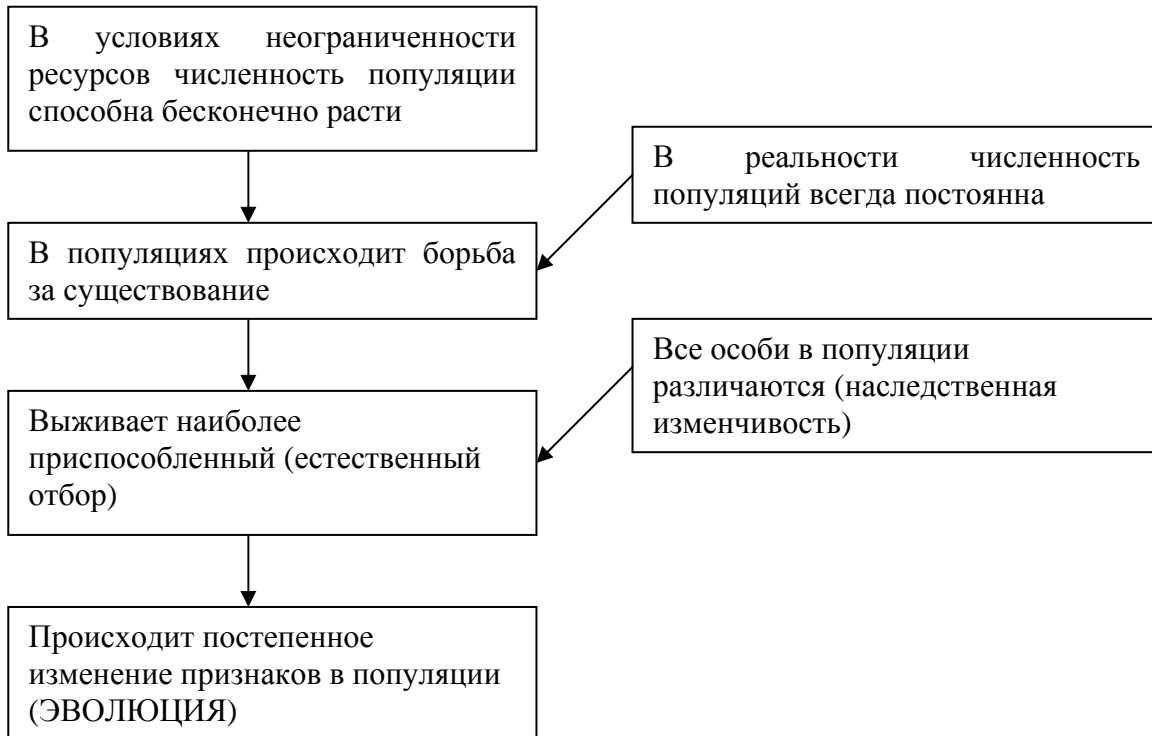 В условиях неограниченности
ресурсов численность популяции
способна бесконечно расти
В реальности численность
популяций всегда постоянна
В популяциях происходит борьба
за существование
Все особи в популяции
различаются (наследственная
изменчивость)
Выживает наиболее
приспособленный (естественный
отбор)
Происходит постепенное
изменение признаков в популяции
(ЭВОЛЮЦИЯ)